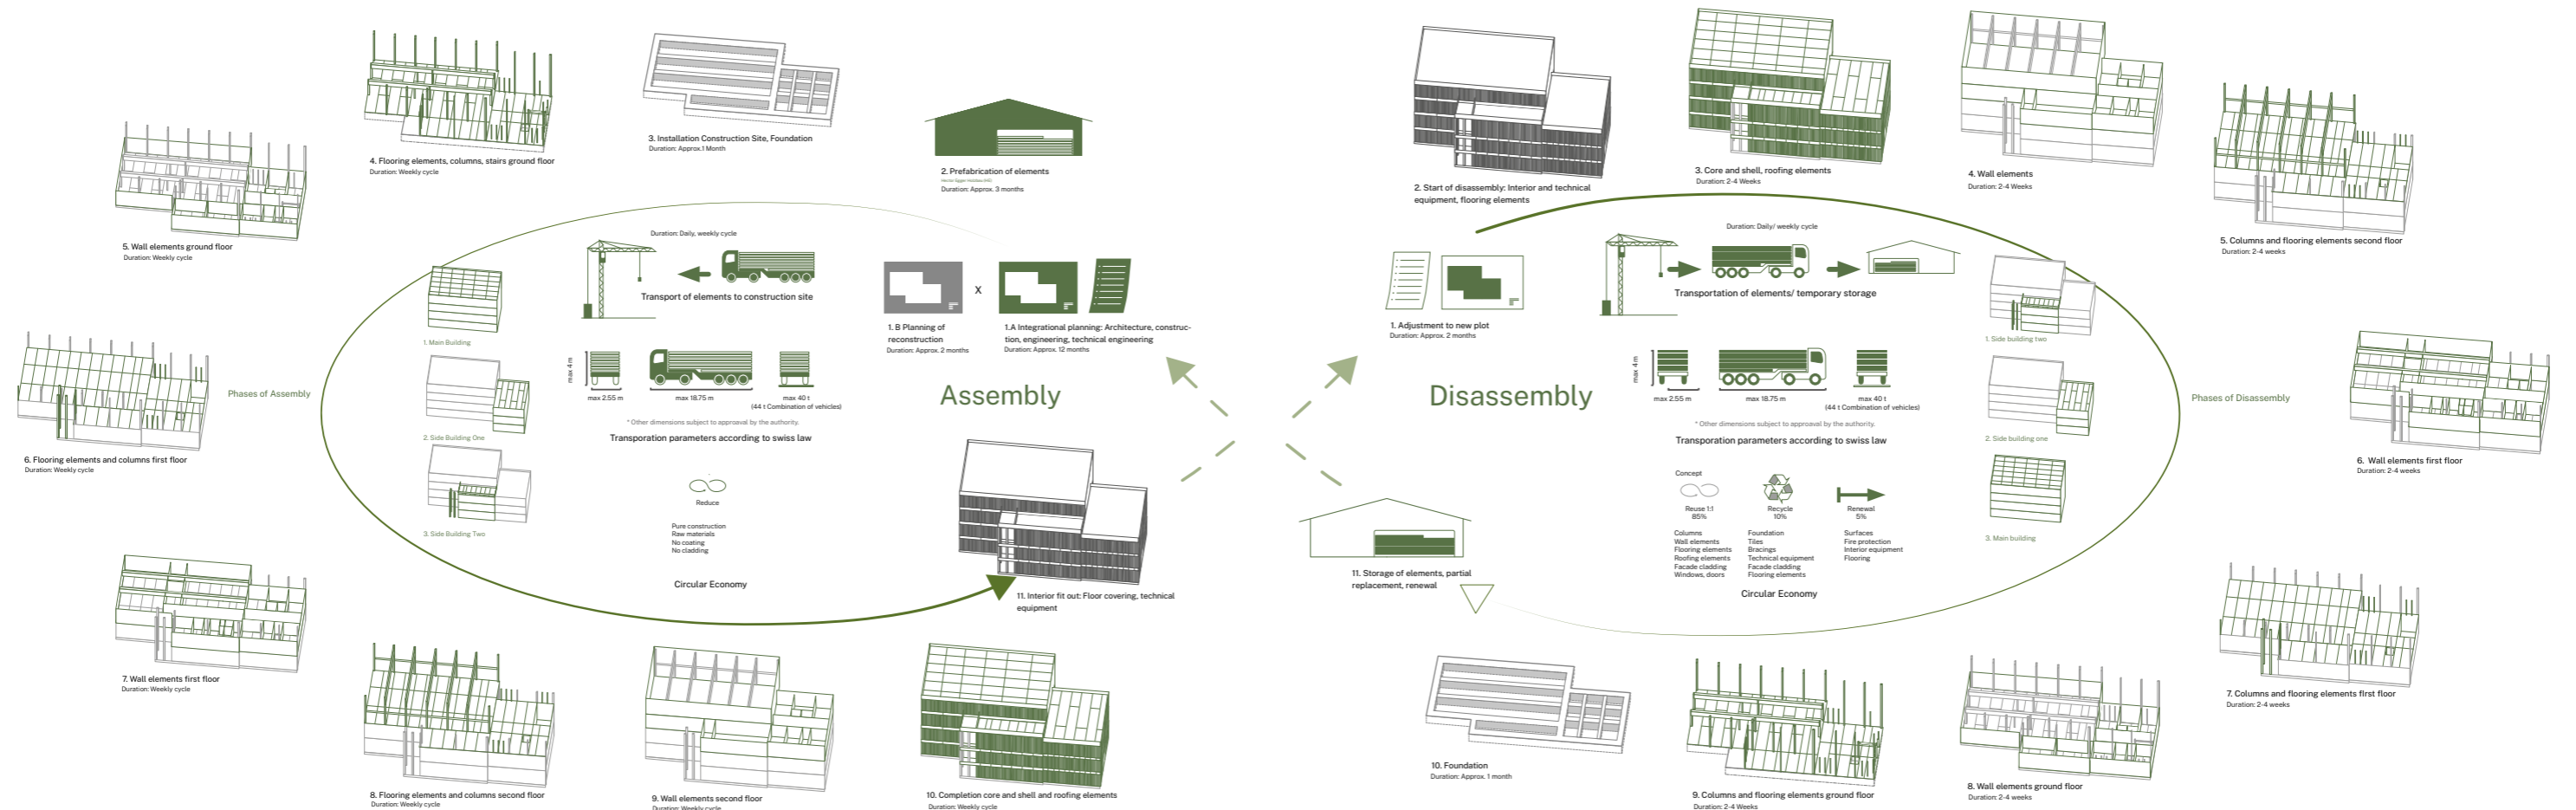 3. Installation Construction Site, Foundation
Duration: Approx.1 Month
4. Flooring elements, columns, stairs ground floor
Duration: Weekly cycle
2. Prefabrication of elements
Duration: Approx. 3 months
5. Wall elements ground floor
Duration: Weekly cycle
Duration: Daily, weekly cycle
Transport of elements to construction site
X
1. B Planning of
reconstruction
Duration: Approx. 2 months
1.A Integrational planning: Architecture, construc-
tion, engineering, technical engineering
Duration: Approx. 12 months
1. Main Building
Phases of Assembly
2. Side Building One
3. Side Building Two
max 4 m
max 2.55 m
max 18.75 m
max 40 t
(44 t Combination of vehicles)
* Other dimensions subject to approaval by the authority.
Transporation parameters according to swiss law
Assembly
Reduce
Pure construction
Raw materials
No coating
No cladding
Circular Economy
6. Flooring elements and columns first floor
Duration: Weekly cycle
7. Wall elements first floor
Duration: Weekly cycle
8. Flooring elements and columns second floor
Duration: Weekly cycle
9. Wall elements second floor
Duration: Weekly cycle
10. Completion core and shell and roofing elements
Duration: Weekly cycle
11. Interior fit out: Floor covering, technical
equipment
2. Start of disassembly: Interior and technical
equipment, flooring elements
3. Core and shell, roofing elements
Duration: 2-4 Weeks
4. Wall elements
Duration: 2-4 Weeks
5. Columns and flooring elements second floor
Duration: 2-4 weeks
1. Adjustment to new plot
Duration: Approx. 2 months
Duration: Daily/ weekly cycle
Transportation of elements/ temporary storage
max 4 m
max 2.55 m
max 18.75 m
max 40 t
(44 t Combination of vehicles)
* Other dimensions subject to approaval by the authority.
Transporation parameters according to swiss law
Disassembly
1. Side building two
2. Side building one
3. Main building
Phases of Disassembly
Concept
Reuse 1:1
85%
Recycle
10%
Renewal
5%
Columns
Wall elements
Flooring elements
Roofing elements
Facade cladding
Windows, doors
Foundation
Tiles
Bracings
Technical equipment
Facade cladding
Flooring elements
Surfaces
Fire protection
Interior equipment
Flooring
Circular Economy
6. Wall elements first floor
Duration: 2-4 weeks
7. Columns and flooring elements first floor
Duration: 2-4 weeks
8. Wall elements ground floor
Duration: 2-4 weeks
9. Columns and flooring elements ground floor
Duration: 2-4 Weeks
10. Foundation
Duration: Approx. 1 month
11. Storage of elements, partial
replacement, renewal